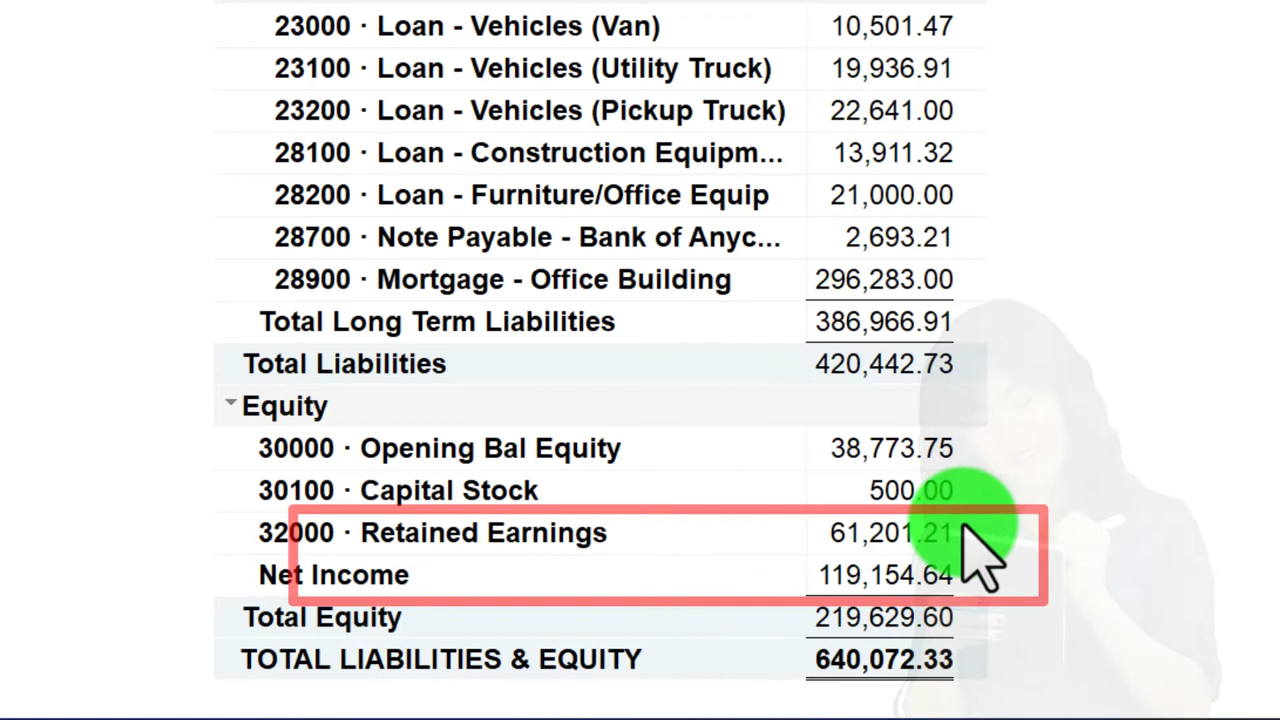 23000 · Loan - Vehicles (Van) 10,501.47
23100 · Loan - Vehicles (Utility Truck) 19,936.91
23200 · Loan - Vehicles (Pickup Truck) 22,641.00
28100 · Loan - Construction Equipm... 13,911.32
28200 · Loan - Furniture/Office Equip 21,000.00
28700 · Note Payable - Bank of Anyc... 2,693.21
28900 · Mortgage - Office Building 296,283.00
Total Long Term Liabilities 386,966.91
Total Liabilities 420,442.73
Equity
30000 · Opening Bal Equity 38,773.75
30100 · Capital Stock 500.00
32000 · Retained Earnings 61,201.21
Net Income 119,154.64
Total Equity 219,629.60
TOTAL LIABILITIES & EQUITY 640,072.33